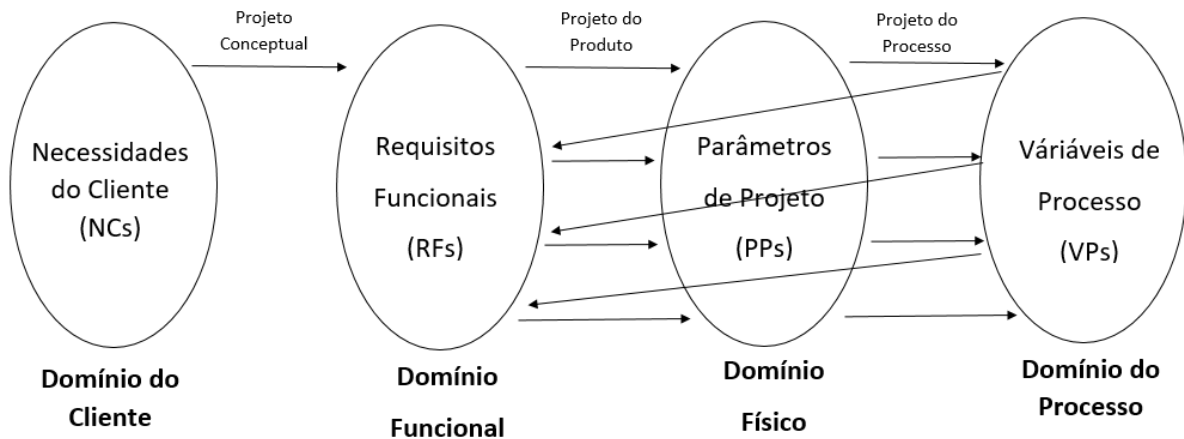 Projeto
Conceptual
Projeto do
Produto
Projeto do
Processo
Necessidades
do Cliente
(NCs)
Requisitos
Funcionais
(RFs)
Parâmetros
de Projeto
(PPs)
Váriáveis de
Processo
(VPs)
Domínio do
Cliente
Domínio
Funcional
Domínio
Físico
Domínio do
Processo